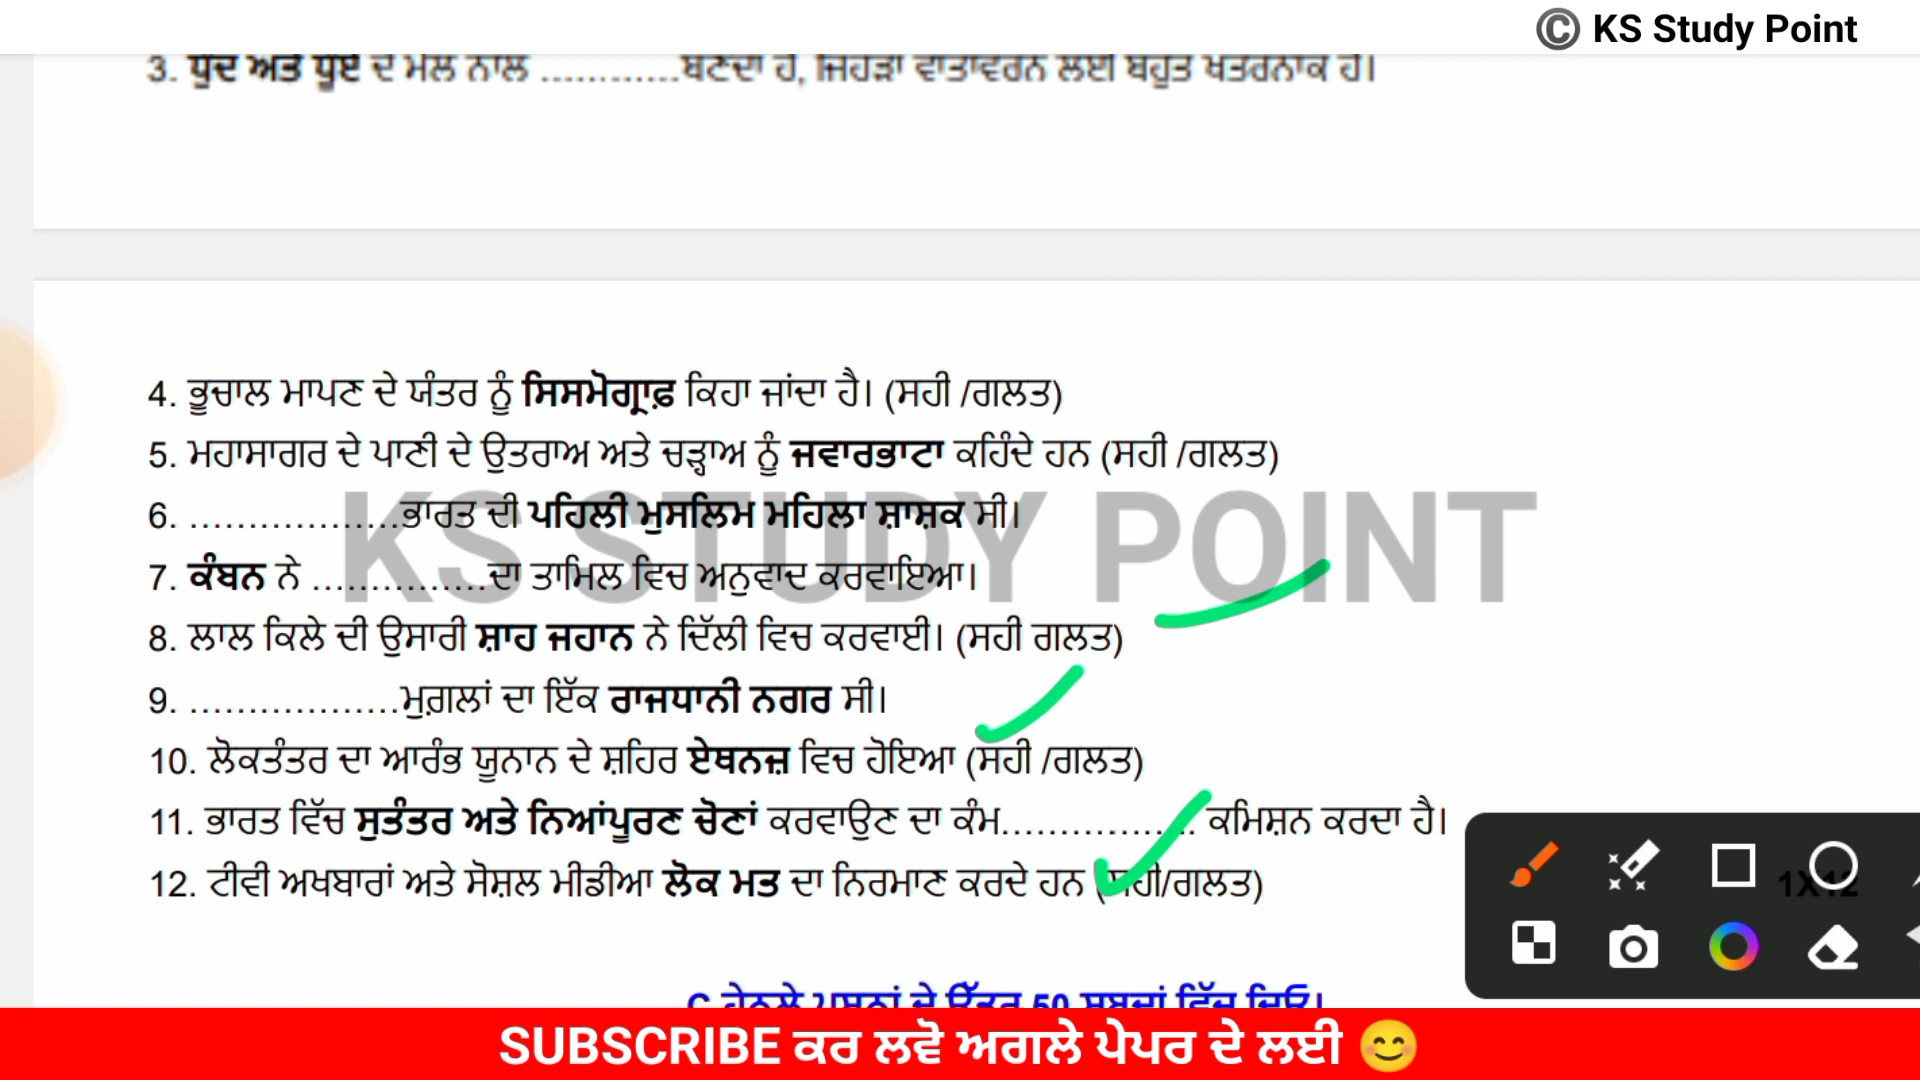 © KS Study Point
3. ਧੁੰਦ ਅਤੇ ਧੂੰਏਂ ਦੇ ਮੇਲ ਨਾਲ ............ਬਣਦਾ ਹੈ, ਜਿਹੜਾ ਵਾਤਾਵਰਨ ਲਈ ਬਹੁਤ ਖਤਰਨਾਕ ਹੈ।
4. ਭੂਚਾਲ ਮਾਪਣ ਦੇ ਯੰਤਰ ਨੂੰ ਸਿਸਮੋਗ੍ਰਾਫ਼ ਕਿਹਾ ਜਾਂਦਾ ਹੈ। (ਸਹੀ /ਗਲਤ)
5. ਮਹਾਸਾਗਰ ਦੇ ਪਾਣੀ ਦੇ ਉਤਰਾਅ ਅਤੇ ਚੜ੍ਹਾਅ ਨੂੰ ਜਵਾਰਭਾਟਾ ਕਹਿੰਦੇ ਹਨ (ਸਹੀ /ਗਲਤ)
6. ..................ਭਾਰਤ ਦੀ ਪਹਿਲੀ ਮੁਸਲਿਮ ਮਹਿਲਾ ਸ਼ਾਸ਼ਕ ਸੀ।
KS STUDY POINT
7. ਕੰਬਨ ਨੇ ...............ਦਾ ਤਾਮਿਲ ਵਿਚ ਅਨੁਵਾਦ ਕਰਵਾਇਆ।
8. ਲਾਲ ਕਿਲੇ ਦੀ ਉਸਾਰੀ ਸ਼ਾਹ ਜਹਾਨ ਨੇ ਦਿੱਲੀ ਵਿਚ ਕਰਵਾਈ। (ਸਹੀ ਗਲਤ)
9. ..................ਮੁਗ਼ਲਾਂ ਦਾ ਇੱਕ ਰਾਜਧਾਨੀ ਨਗਰ ਸੀ।
10. ਲੋਕਤੰਤਰ ਦਾ ਆਰੰਭ ਯੂਨਾਨ ਦੇ ਸ਼ਹਿਰ ਏਥਨਜ਼ ਵਿਚ ਹੋਇਆ (ਸਹੀ /ਗਲਤ)
11. ਭਾਰਤ ਵਿੱਚ ਸੁਤੰਤਰ ਅਤੇ ਨਿਆਂਪੂਰਣ ਚੋਣਾਂ ਕਰਵਾਉਣ ਦਾ ਕੰਮ................. ਕਮਿਸ਼ਨ ਕਰਦਾ ਹੈ।
12. ਟੀਵੀ ਅਖਬਾਰਾਂ ਅਤੇ ਸੋਸ਼ਲ ਮੀਡੀਆ ਲੋਕ ਮਤ ਦਾ ਨਿਰਮਾਣ ਕਰਦੇ ਹਨ (ਸਹੀ/ਗਲਤ)
1X12
SUBSCRIBE ਕਰ ਲਵੋ ਅਗਲੇ ਪੇਪਰ ਦੇ ਲਈ 😊